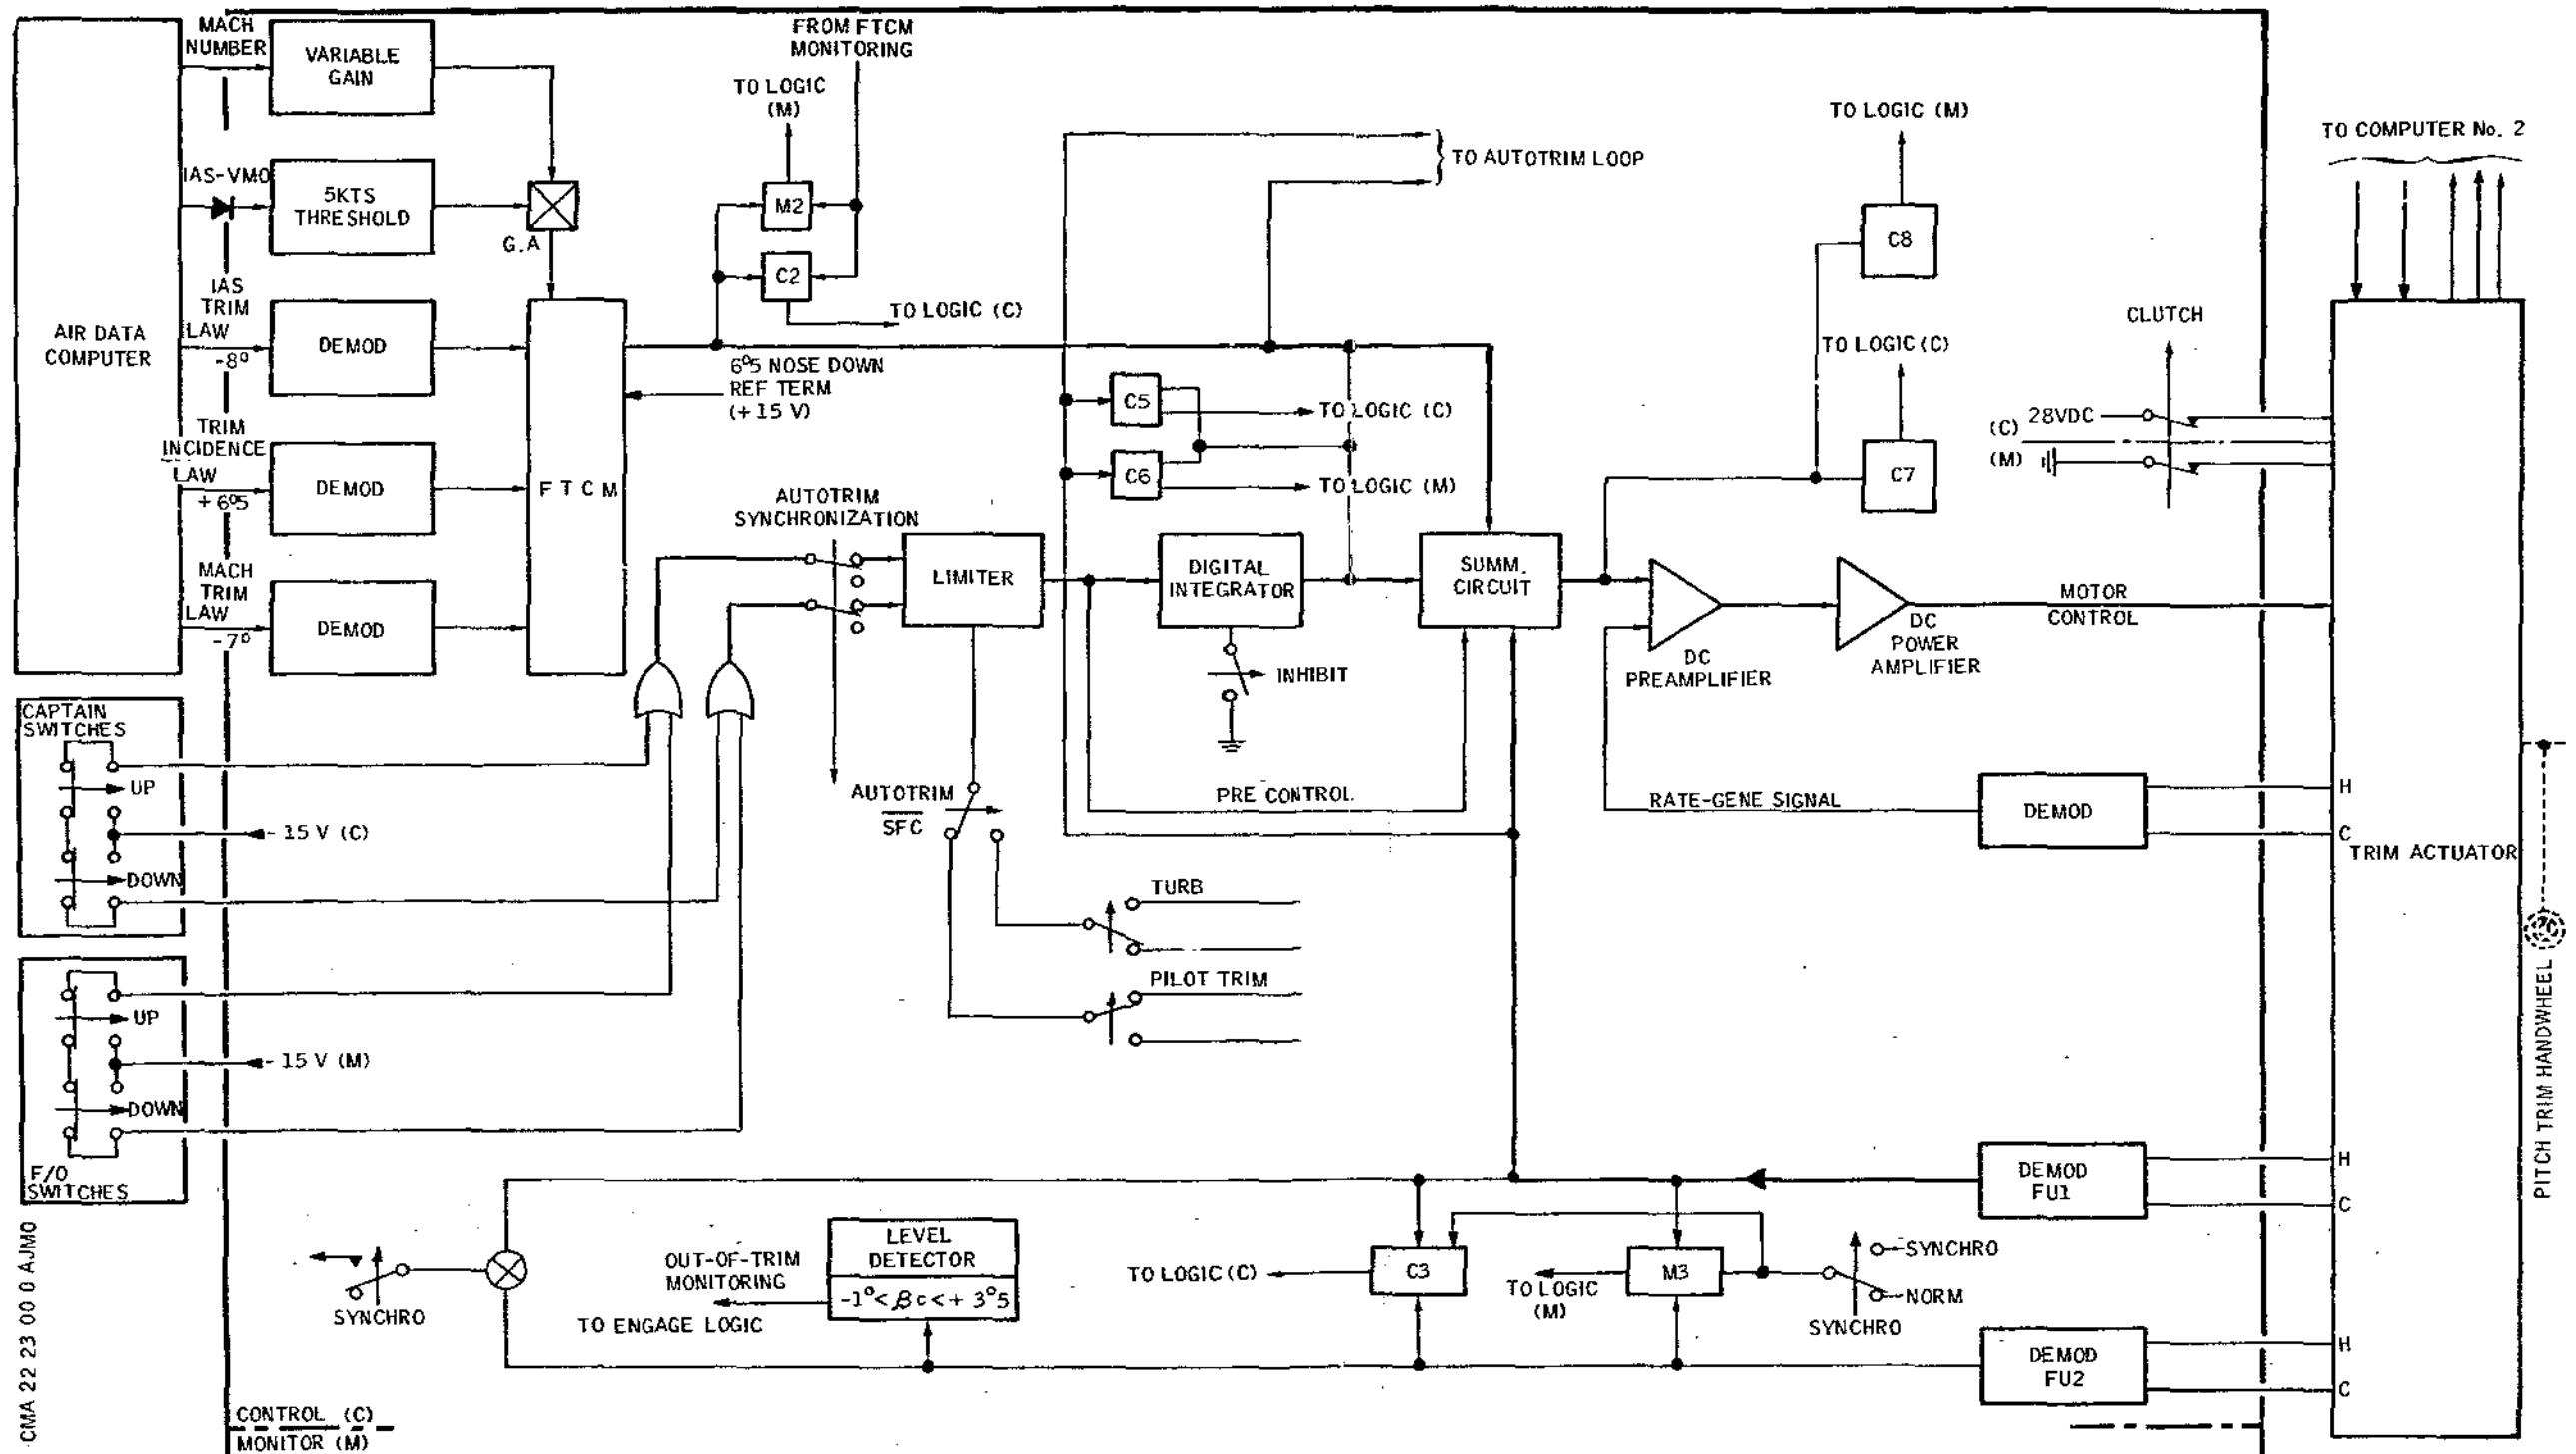 MACH
NUMBER
VARIABLE
GAIN
FROM FTCM
MONITORING
TO LOGIC
(M)
TO LOGIC (M)
TO COMPUTER No. 2
TO AUTOTRIM LOOP
IAS-VMO
5KTS
THRESHOLD
G.A
M2
C2
C8
TO LOGIC (C)
AIR DATA
COMPUTER
IAS
TRIM
LAW
-8°
DEMOD
6°5 NOSE DOWN
REF TERM
(+15 V)
C5
TO LOGIC (C)
C6
TO LOGIC (M)
TO LOGIC (C)
C7
CLUTCH
(C) 28VDC
(M)
TRIM
INCIDENCE
LAW
+6°5
DEMOD
FTCM
AUTOTRIM
SYNCHRONIZATION
LIMITER
DIGITAL
INTEGRATOR
SUMM.
CIRCUIT
MACH
TRIM
LAW
-7°
DEMOD
INHIBIT
DC
PREAMPLIFIER
DC
POWER
AMPLIFIER
MOTOR
CONTROL
CAPTAIN
SWITCHES
UP
- 15 V (C)
DOWN
AUTOTRIM
SFC
PRE CONTROL
RATE-GENE SIGNAL
DEMOD
H
C
TRIM ACTUATOR
TURB
PILOT TRIM
UP
- 15 V (M)
DOWN
F/O
SWITCHES
PITCH TRIM HANDWHEEL
DEMOD
FU1
H
C
LEVEL
DETECTOR
-1°<βc<+ 3°5
OUT-OF-TRIM
MONITORING
TO ENGAGE LOGIC
SYNCHRO
TO LOGIC (C)
C3
TO LOGIC
(M)
M3
SYNCHRO
NORM
SYNCHRO
DEMOD
FU2
H
C
CONTROL (C)
MONITOR (M)
CMA 22 23 00 0 AJM0